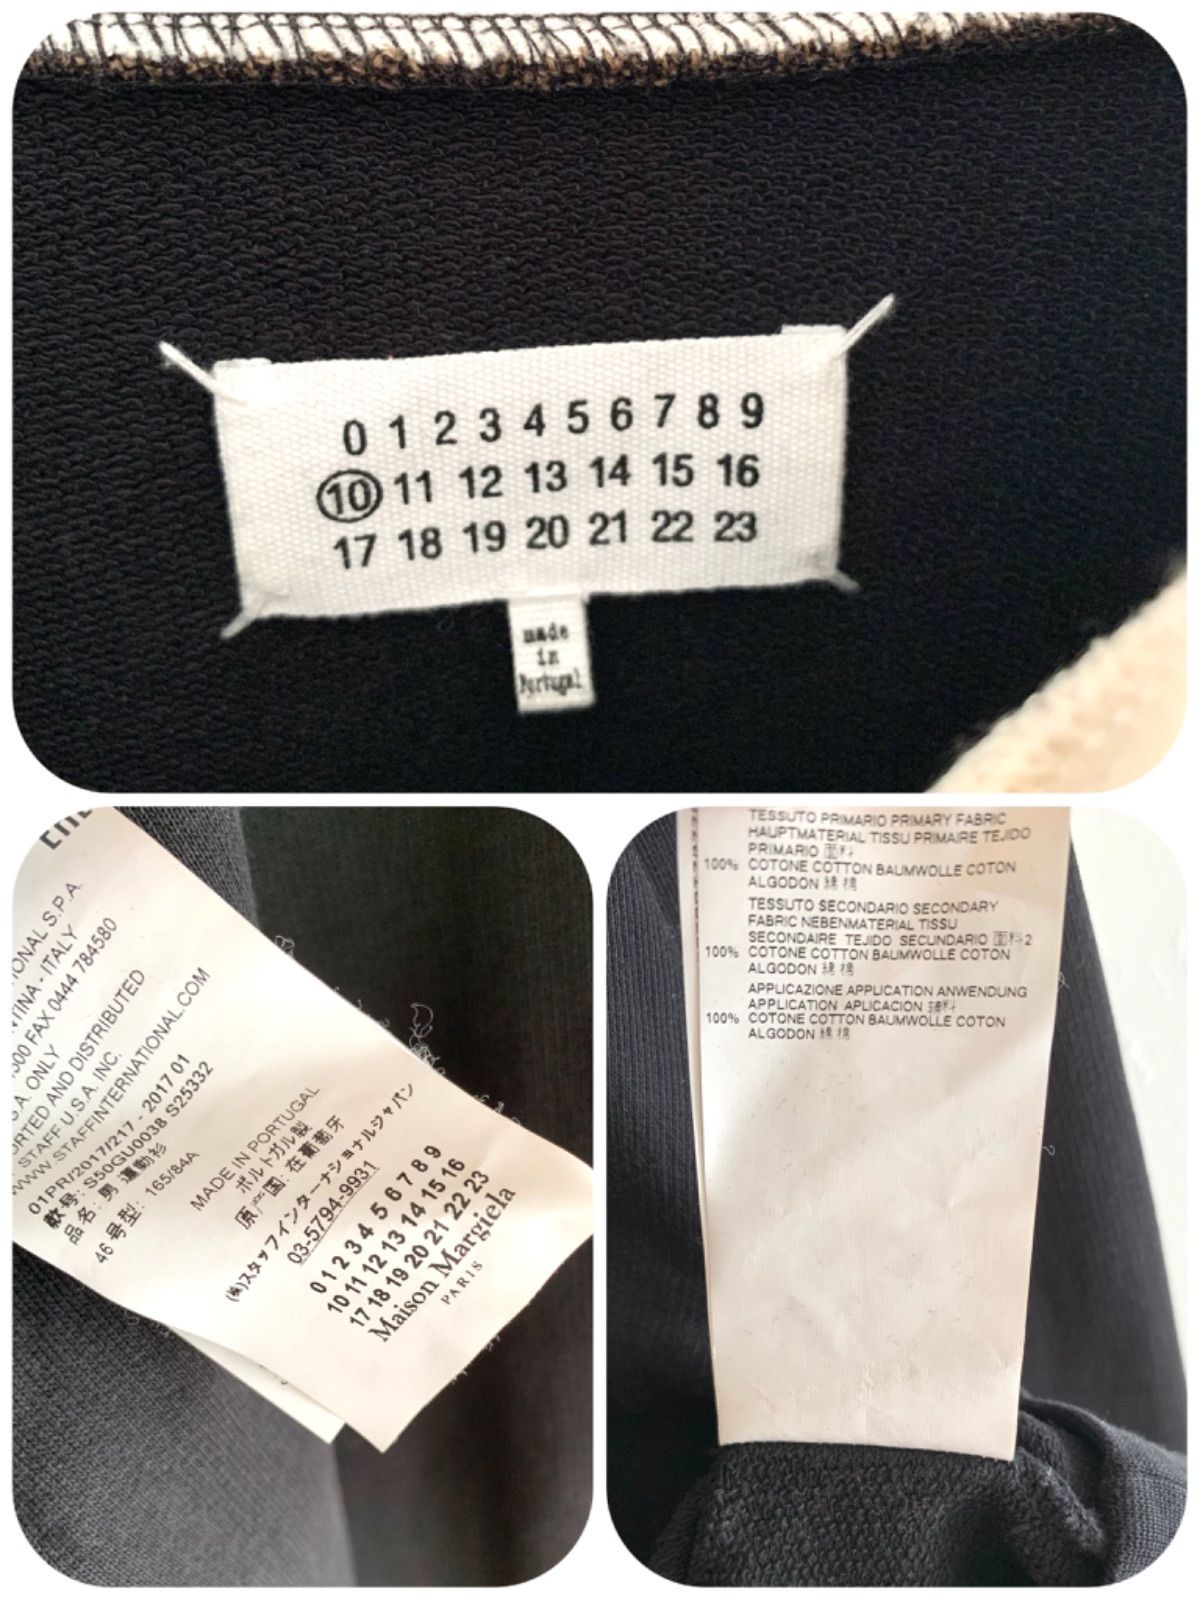 0 1 2 3 4 5 6 7 8 9
10 11 12 13 14 15 16
17 18 19 20 21 22 23
made
in
Portugal
IONAL S.P.A.
NTINA - ITALY
500 FAX 0444 784580
S.A. ONLY
ORTED AND DISTRIBUTED
STAFF U.S.A. INC.
WWW.STAFFINTERNATIONAL.COM
01PR/2017/217 - 2017 01
款号: S50GU0038 S25332
品名: 男 運動衫
46 号型: 165/84A
MADE IN PORTUGAL
ポルトガル製
原产国: 在葡萄牙
(株)スタッフインターナショナルジャパン
03-5794-9931
0 1 2 3 4 5 6 7 8 9
10 11 12 13 14 15 16
17 18 19 20 21 22 23
Maison Margiela
PARIS
TESSUTO PRIMARIO PRIMARY FABRIC
HAUPTMATERIAL TISSU PRIMAIRE TEJIDO
PRIMARIO 面料
100% COTONE COTTON BAUMWOLLE COTON
ALGODON 綿 棉
TESSUTO SECONDARIO SECONDARY
FABRIC NEBENMATERIAL TISSU
SECONDAIRE TEJIDO SECUNDARIO 面料2
100% COTONE COTTON BAUMWOLLE COTON
ALGODON 綿 棉
APPLICAZIONE APPLICATION ANWENDUNG
APPLICATION APLICACION 辅料
100% COTONE COTTON BAUMWOLLE COTON
ALGODON 綿 棉